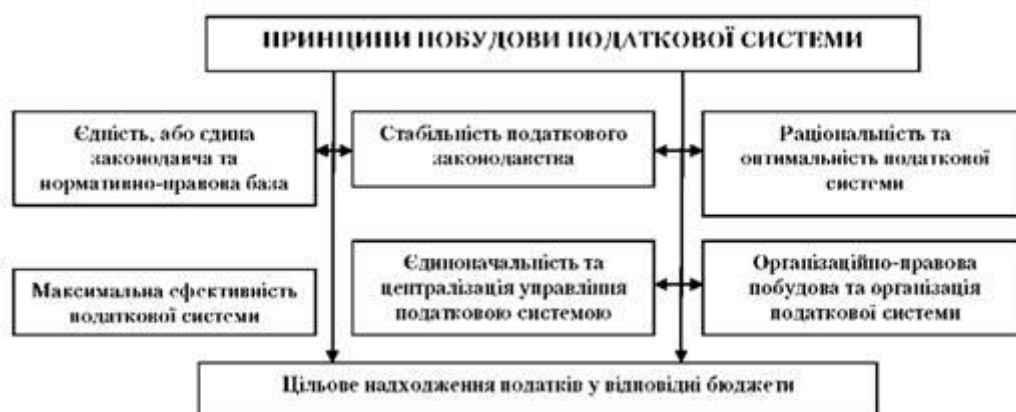 ПРИНЦИПИ ПОБУДОВИ ПОДАТКОВОЇ СИСТЕМИ
Єдність, або єдина
законодавча та
нормативно-правова база
Стабільність податкового
законодавства
Раціональність та
оптимальність податкової
системи
Максимальна ефективність
податкової системи
Єдиноначальність та
централізація управління
податковою системою
Організаційно-правова
побудова та організація
податкової системи
Цільове надходження податків у відповідні бюджети